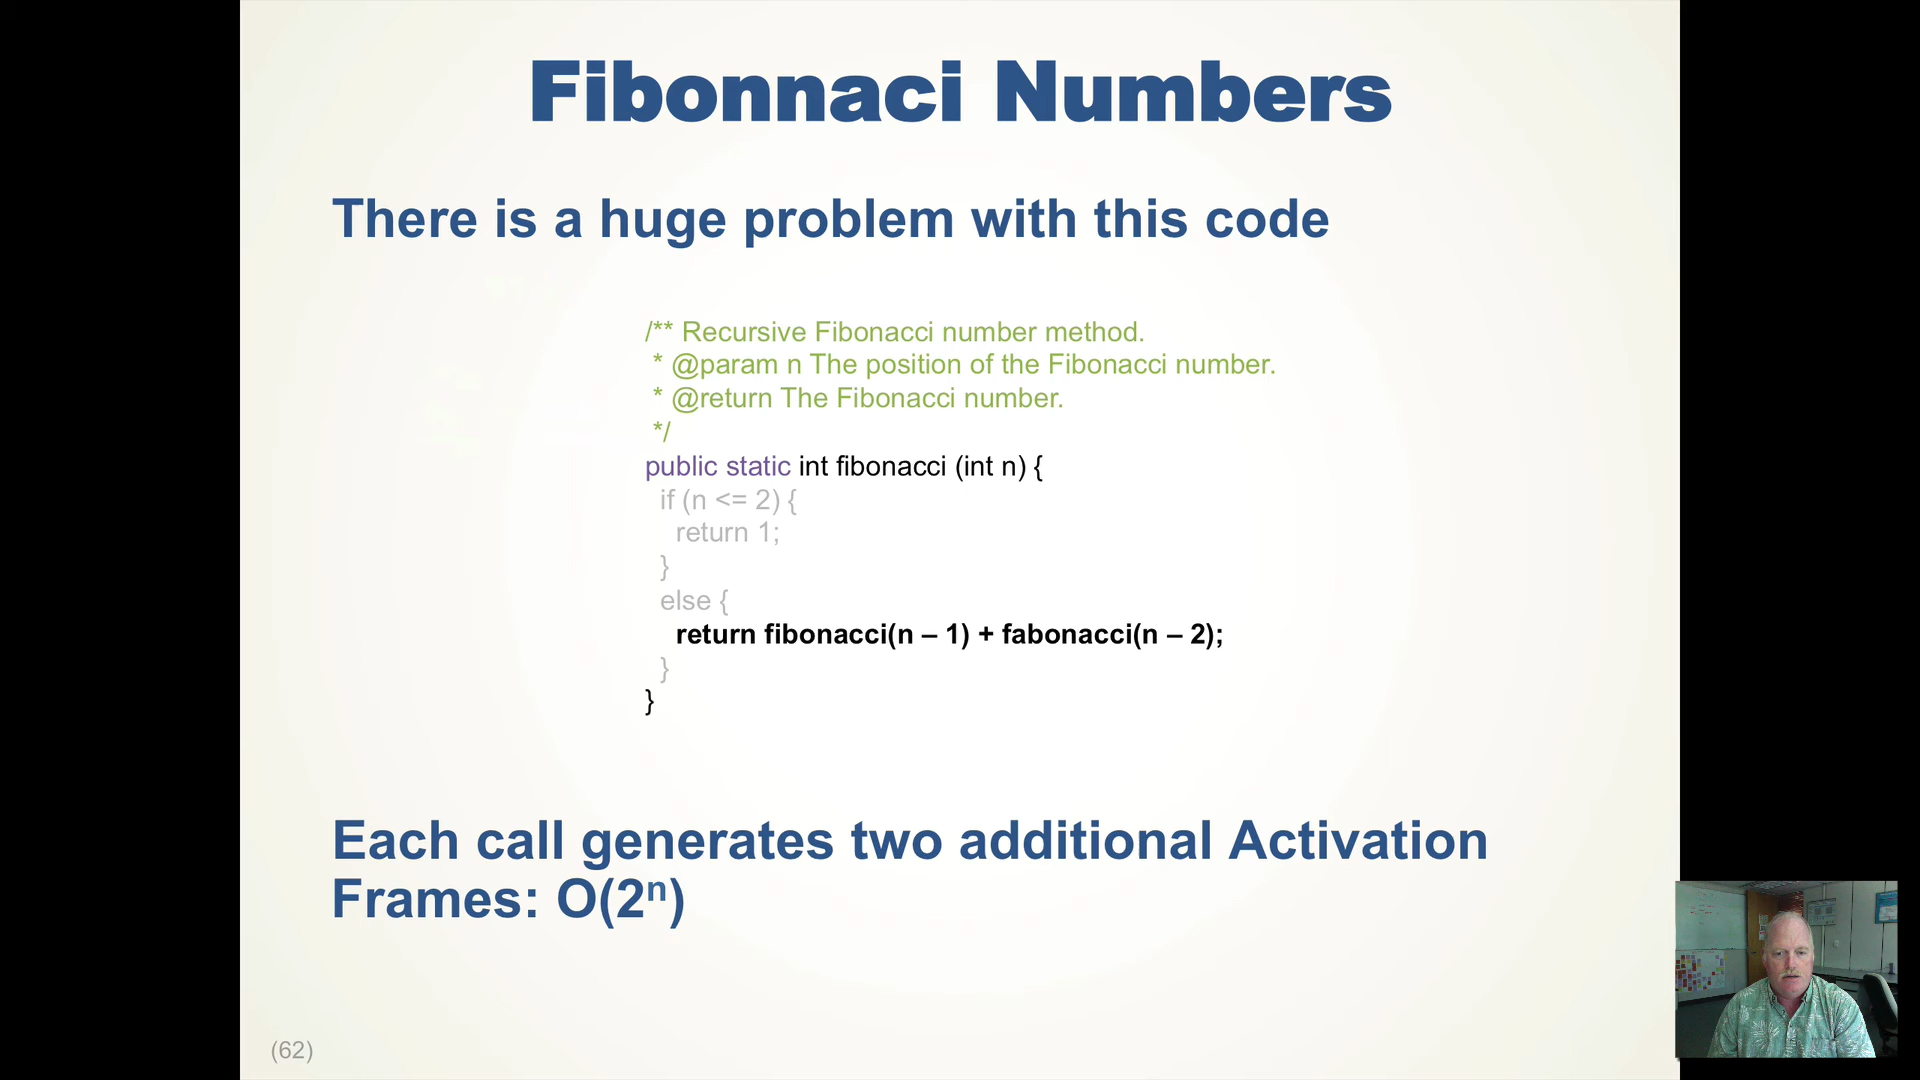 Fibonnaci Numbers
There is a huge problem with this code
/** Recursive Fibonacci number method.
* @param n The position of the Fibonacci number.
* @return The Fibonacci number.
*/
public static int fibonacci (int n) {
if (n <= 2) {
return 1;
}
else {
return fibonacci(n – 1) + fabonacci(n – 2);
}
}
Each call generates two additional Activation
Frames: O(2ⁿ)
(62)